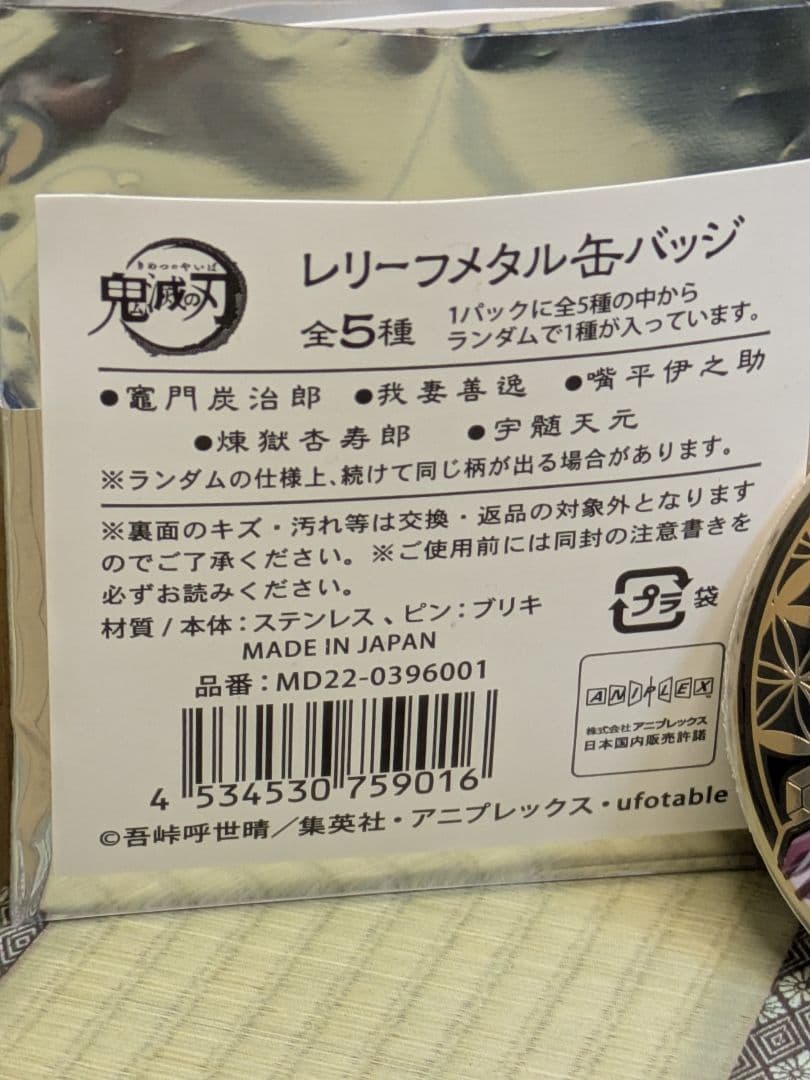 きめつのやいば
鬼滅の刃
レリーフメタル缶バッジ
全5種
1パックに全5種の中から
ランダムで1種が入っています。
●竈門炭治郎 ●我妻善逸 ●嘴平伊之助
●煉獄杏寿郎 ●宇髄天元
※ランダムの仕様上、続けて同じ柄が出る場合があります。
※裏面のキズ・汚れ等は交換・返品の対象外となります
のでご了承ください。※ご使用前には同封の注意書きを
必ずお読みください。
材質/本体:ステンレス、ピン:ブリキ
MADE IN JAPAN
品番:MD22-0396001
プラ 袋
ANIPLEX
株式会社アニプレックス
日本国内販売許諾
4 534530 759016
©吾峠呼世晴/集英社・アニプレックス・ufotable